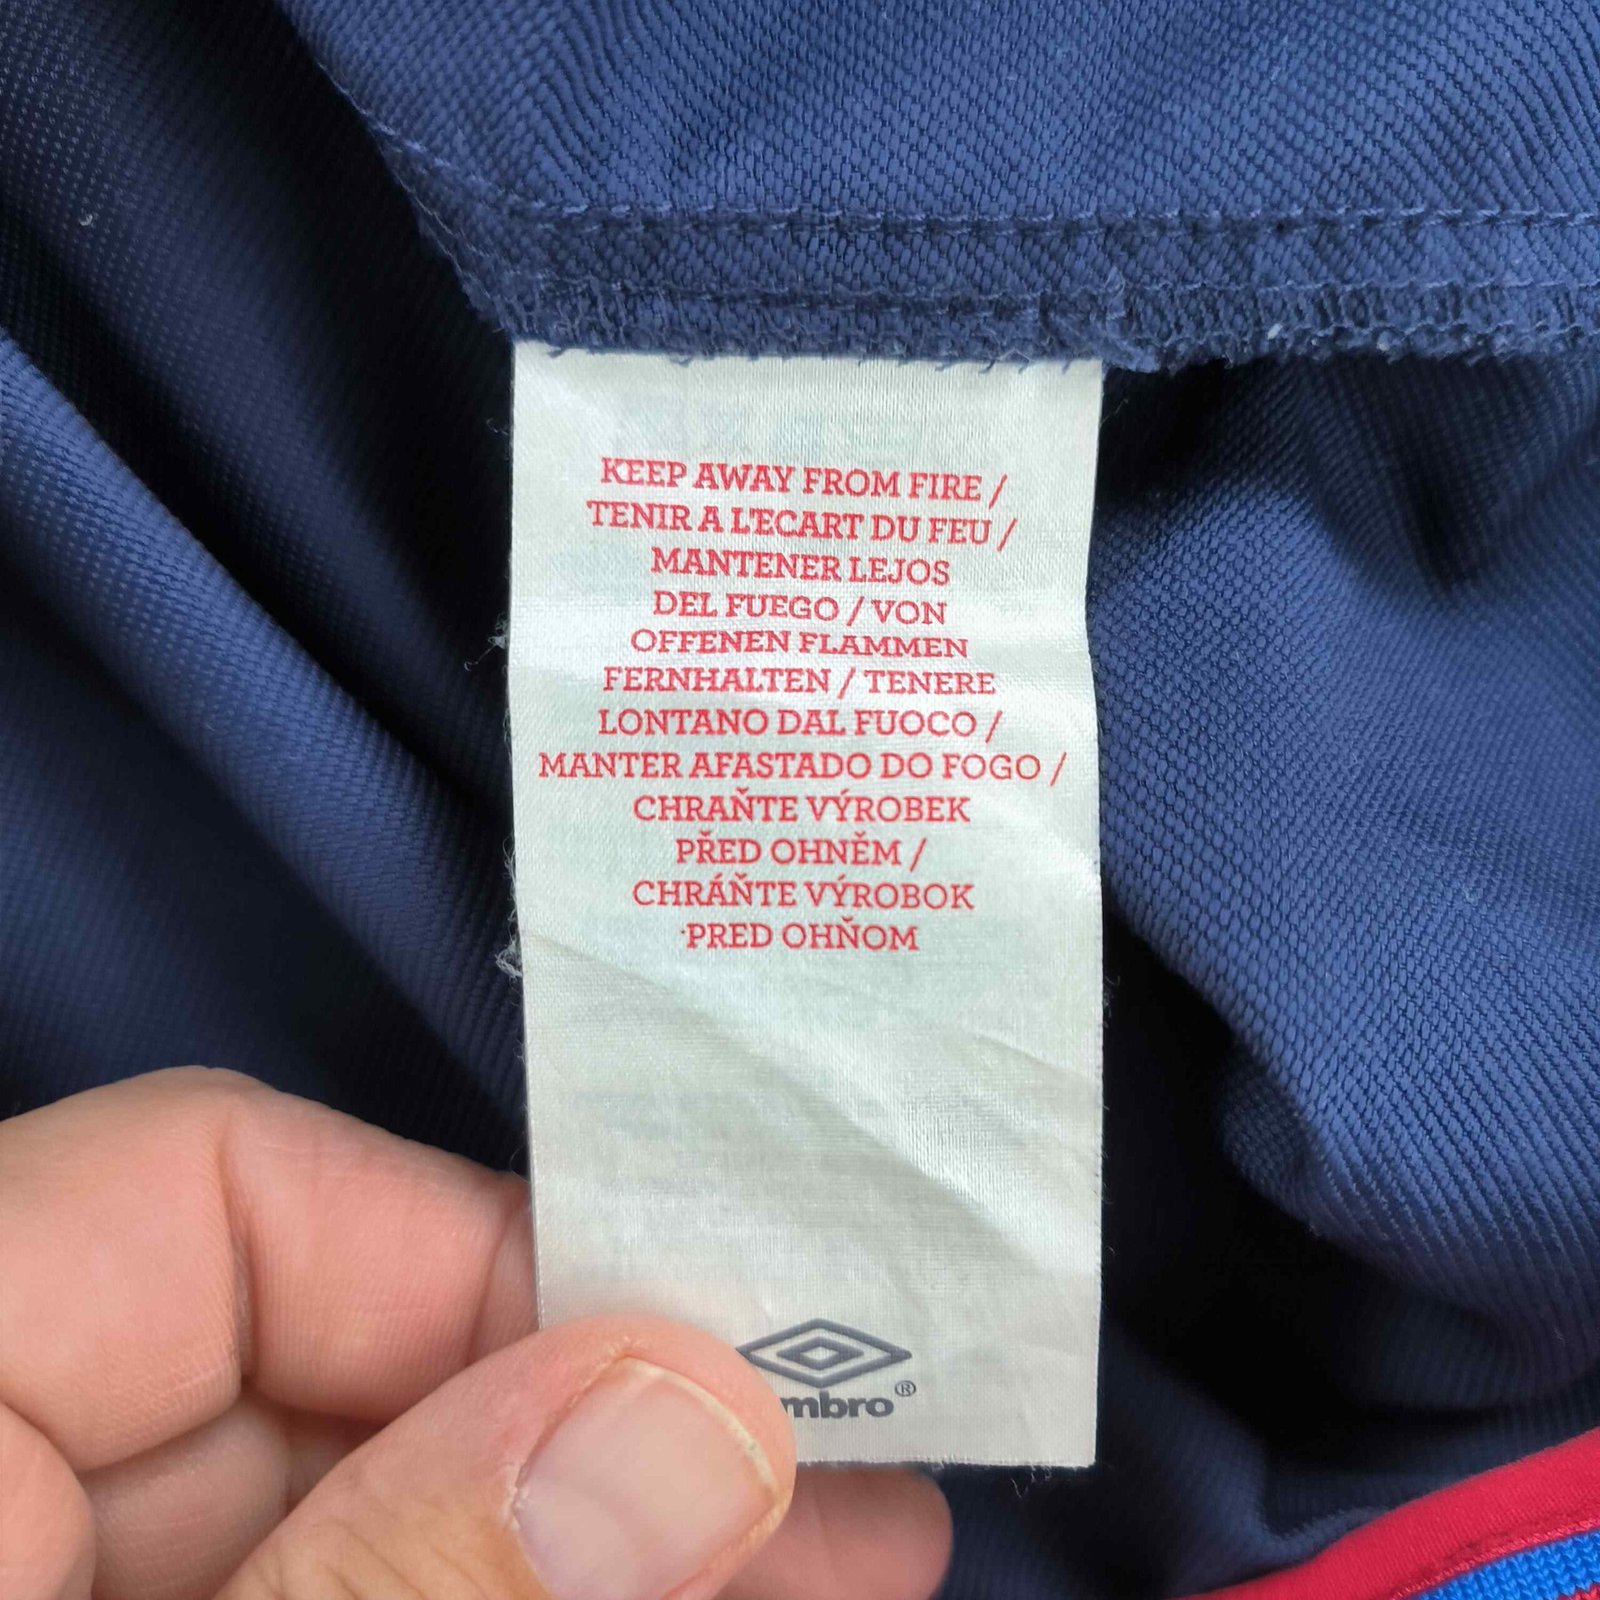 KEEP AWAY FROM FIRE /
TENIR A L'ECART DU FEU /
MANTENER LEJOS
DEL FUEGO / VON
OFFENEN FLAMMEN
FERNHALTEN / TENERE
LONTANO DAL FUOCO /
MANTER AFASTADO DO FOGO /
CHRAŇTE VÝROBEK
PŘED OHNĚM /
CHRÁŇTE VÝROBOK
PRED OHŇOM
mbro®